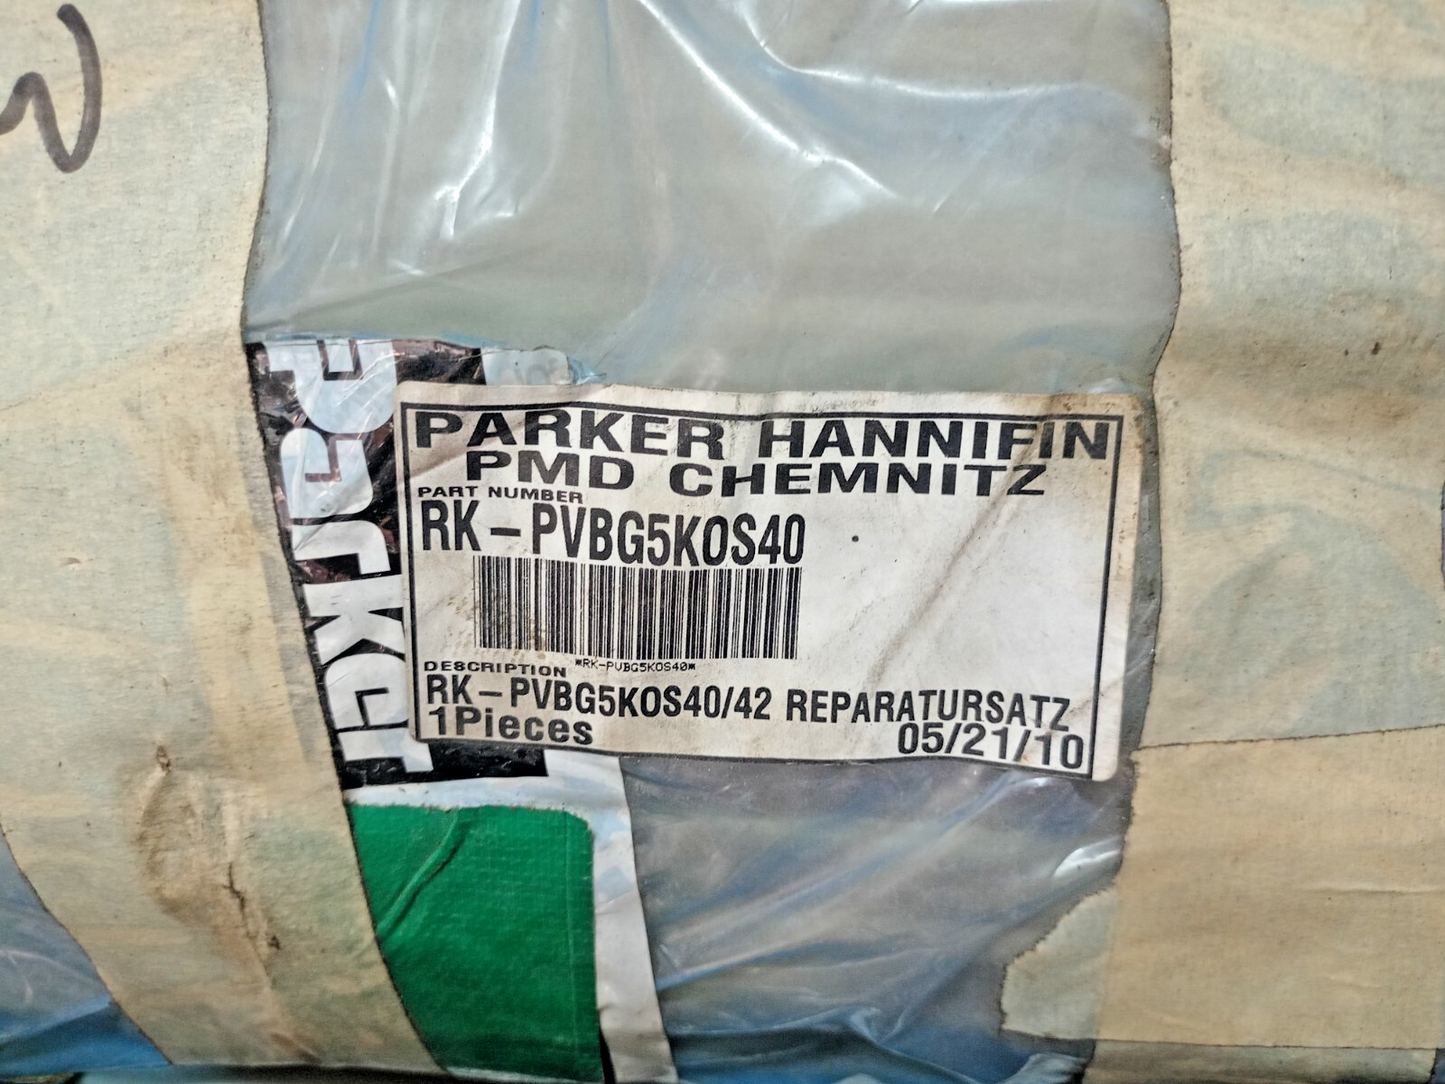 Parker
PARKER HANNIFIN
PMD CHEMNITZ
PART NUMBER
RK-PVBG5KOS40
*RK-PVBG5KOS40*
DESCRIPTION
RK-PVBG5KOS40/42 REPARATURSATZ
1Pieces 05/21/10